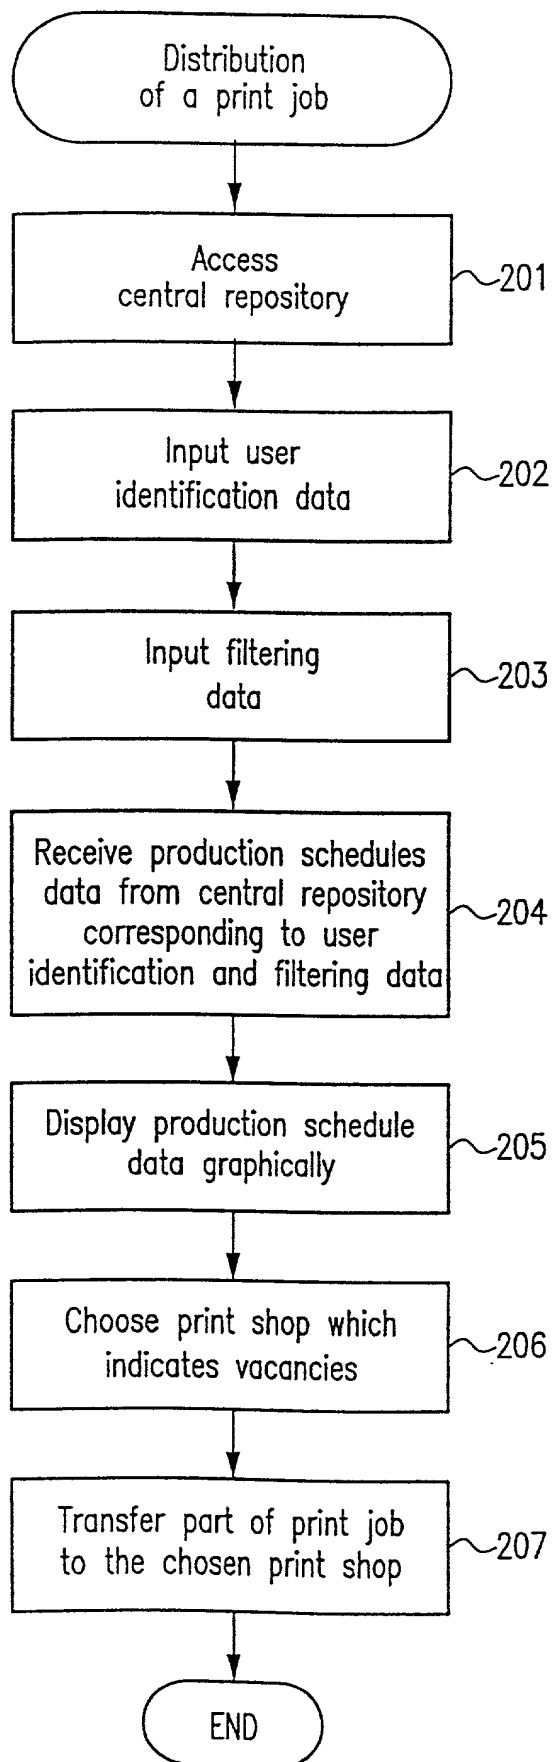 Distribution
of a print job
Access
central repository
201
Input user
identification data
202
Input filtering
data
203
Receive production schedules
data from central repository
corresponding to user
identification and filtering data
204
Display production schedule
data graphically
205
Choose print shop which
indicates vacancies
206
Transfer part of print job
to the chosen print shop
207
END